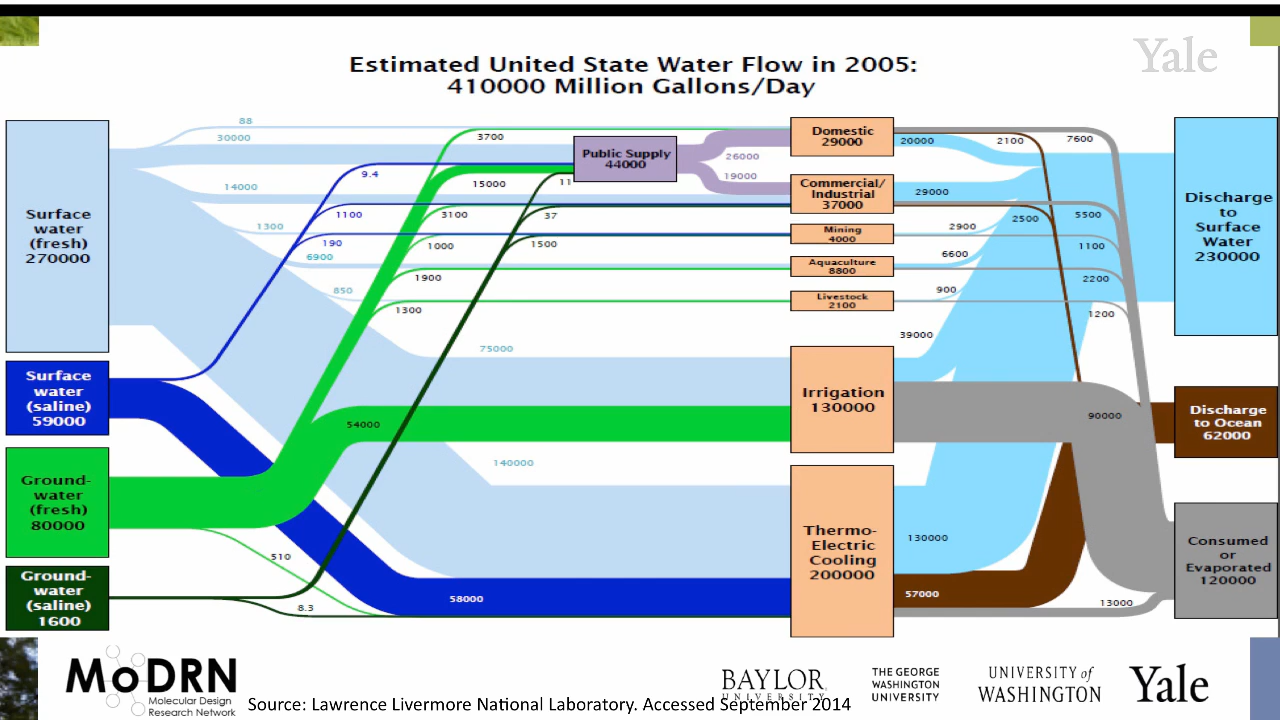 Yale
Estimated United State Water Flow in 2005:
410000 Million Gallons/Day
Surface
water
(fresh)
270000
Surface
water
(saline)
59000
Ground-
water
(fresh)
80000
Ground-
water
(saline)
1600
88
30000
14000
1300
6900
850
75000
140000
9.4
1100
190
58000
3700
15000
3100
1000
1900
1300
54000
510
11
37
1500
8.3
Public Supply
44000
26000
19000
Domestic
29000
Commercial/
Industrial
37000
Mining
4000
Aquaculture
8800
Livestock
2100
Irrigation
130000
Thermo-
Electric
Cooling
200000
20000
29000
2900
6600
900
39000
130000
2100
2500
57000
7600
5500
1100
2200
1200
90000
13000
Discharge
to
Surface
Water
230000
Discharge
to Ocean
62000
Consumed
or
Evaporated
120000
MoDRN
Molecular Design
Research Network
Source: Lawrence Livermore National Laboratory. Accessed September 2014
BAYLOR
UNIVERSITY
THE GEORGE
WASHINGTON
UNIVERSITY
UNIVERSITY of
WASHINGTON
Yale